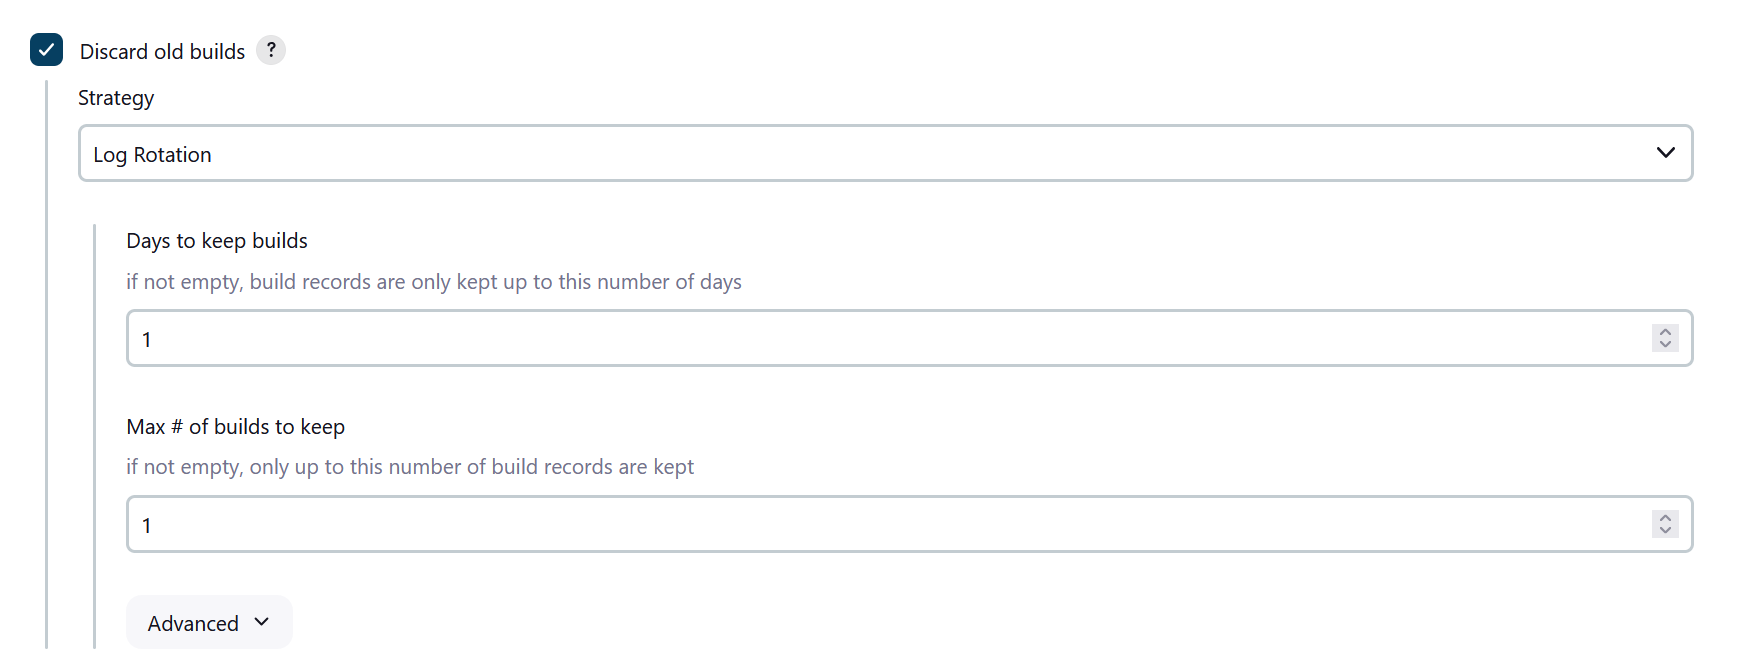 Discard old builds ?
Strategy
Log Rotation
Days to keep builds
if not empty, build records are only kept up to this number of days
1
Max # of builds to keep
if not empty, only up to this number of build records are kept
1
Advanced